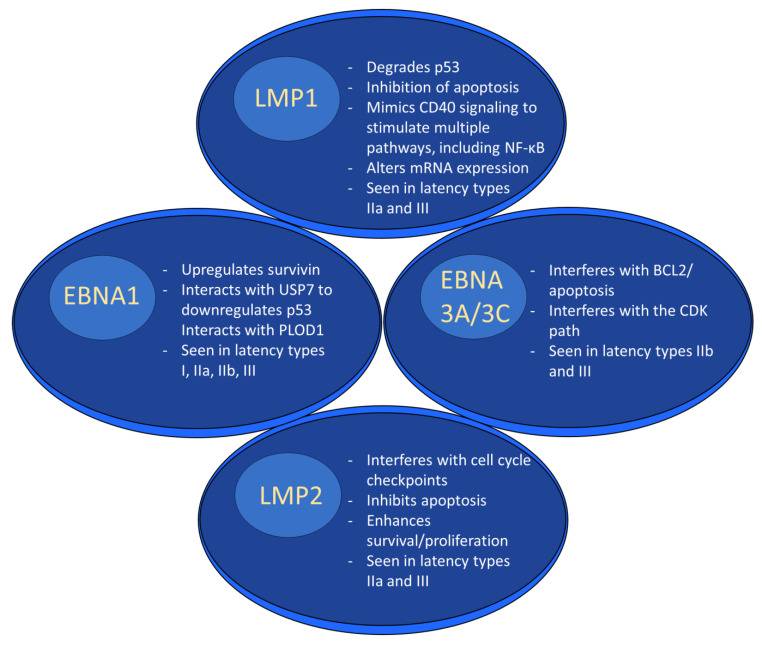 LMP1
- Degrades p53
- Inhibition of apoptosis
- Mimics CD40 signaling to
stimulate multiple
pathways, including NF-κB
- Alters mRNA expression
- Seen in latency types
IIa and III
EBNA1
- Upregulates survivin
- Interacts with USP7 to
downregulates p53
Interacts with PLOD1
- Seen in latency types
I, IIa, IIb, III
EBNA
3A/3C
- Interferes with BCL2/
apoptosis
- Interferes with the CDK
path
- Seen in latency types IIb
and III
LMP2
- Interferes with cell cycle
checkpoints
- Inhibits apoptosis
- Enhances
survival/proliferation
- Seen in latency types
IIa and III